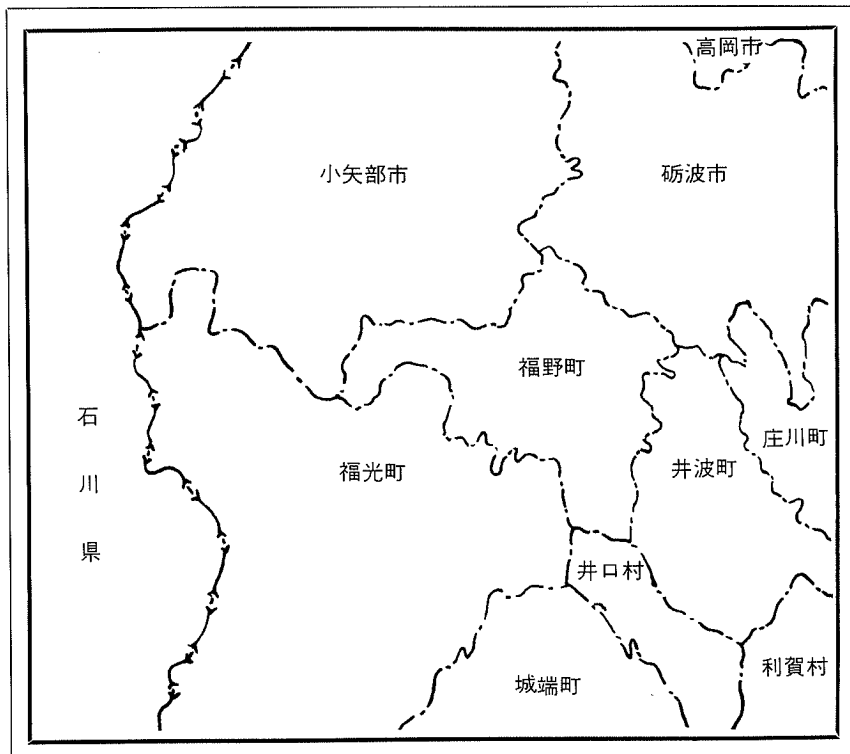 高岡市
小矢部市
砺波市
福野町
庄川町
井波町
福光町
石川県
井口村
利賀村
城端町